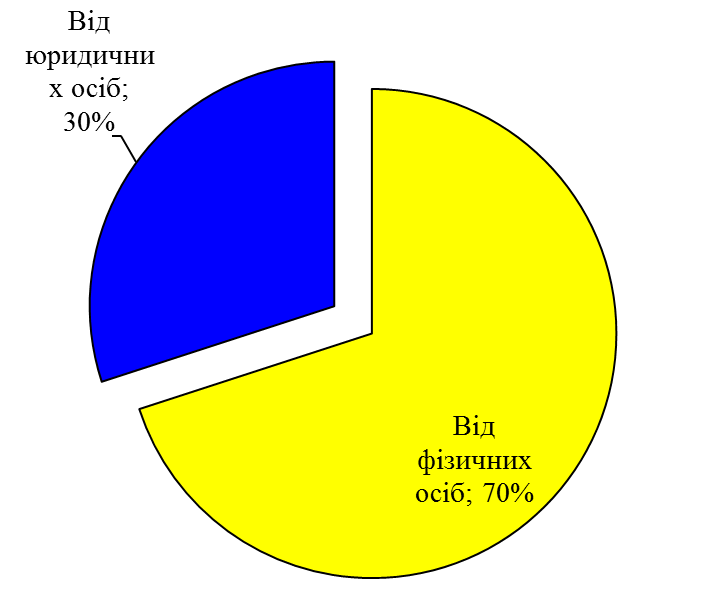 Від
юридични
х осіб;
30%
Від
фізичних
осіб; 70%